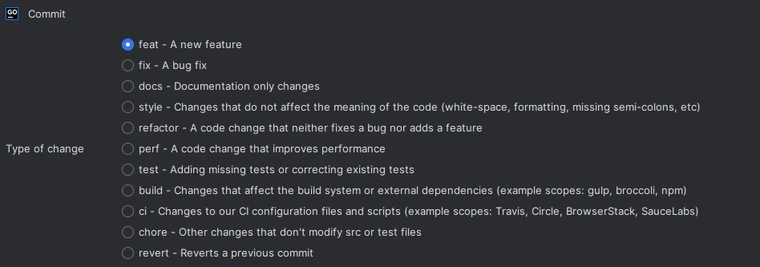 GO
Commit
feat - A new feature
fix - A bug fix
docs - Documentation only changes
style - Changes that do not affect the meaning of the code (white-space, formatting, missing semi-colons, etc)
refactor - A code change that neither fixes a bug nor adds a feature
Type of change
perf - A code change that improves performance
test - Adding missing tests or correcting existing tests
build - Changes that affect the build system or external dependencies (example scopes: gulp, broccoli, npm)
ci - Changes to our CI configuration files and scripts (example scopes: Travis, Circle, BrowserStack, SauceLabs)
chore - Other changes that don't modify src or test files
revert - Reverts a previous commit